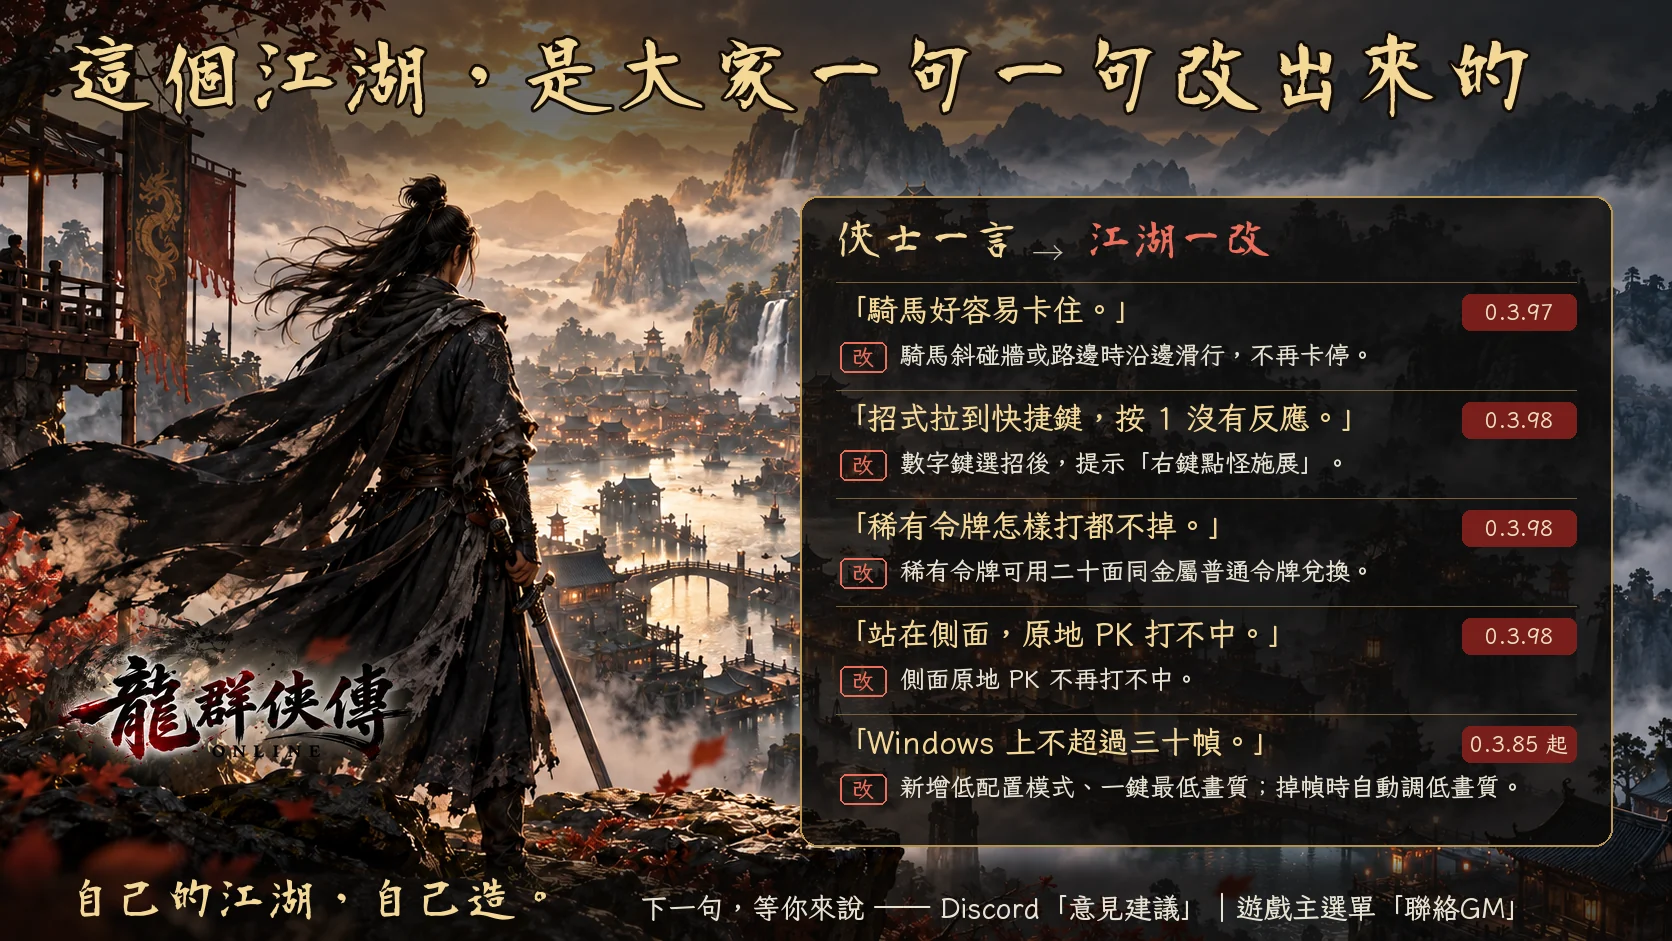 這個江湖，是大家一句一句改出來的
俠士一言 → 江湖一改
「騎馬好容易卡住。」 0.3.97
改 騎馬斜碰牆或路邊時沿邊滑行，不再卡停。
「招式拉到快捷鍵，按 1 沒有反應。」 0.3.98
改 數字鍵選招後，提示「右鍵點怪施展」。
「稀有令牌怎樣打都不掉。」 0.3.98
改 稀有令牌可用二十面同金屬普通令牌兌換。
「站在側面，原地 PK 打不中。」 0.3.98
改 側面原地 PK 不再打不中。
「Windows 上不超過三十幀。」 0.3.85 起
改 新增低配置模式、一鍵最低畫質；掉幀時自動調低畫質。
龍群俠傳
ONLINE
自己的江湖，自己造。
下一句，等你來說 —— Discord「意見建議」｜遊戲主選單「聯絡GM」